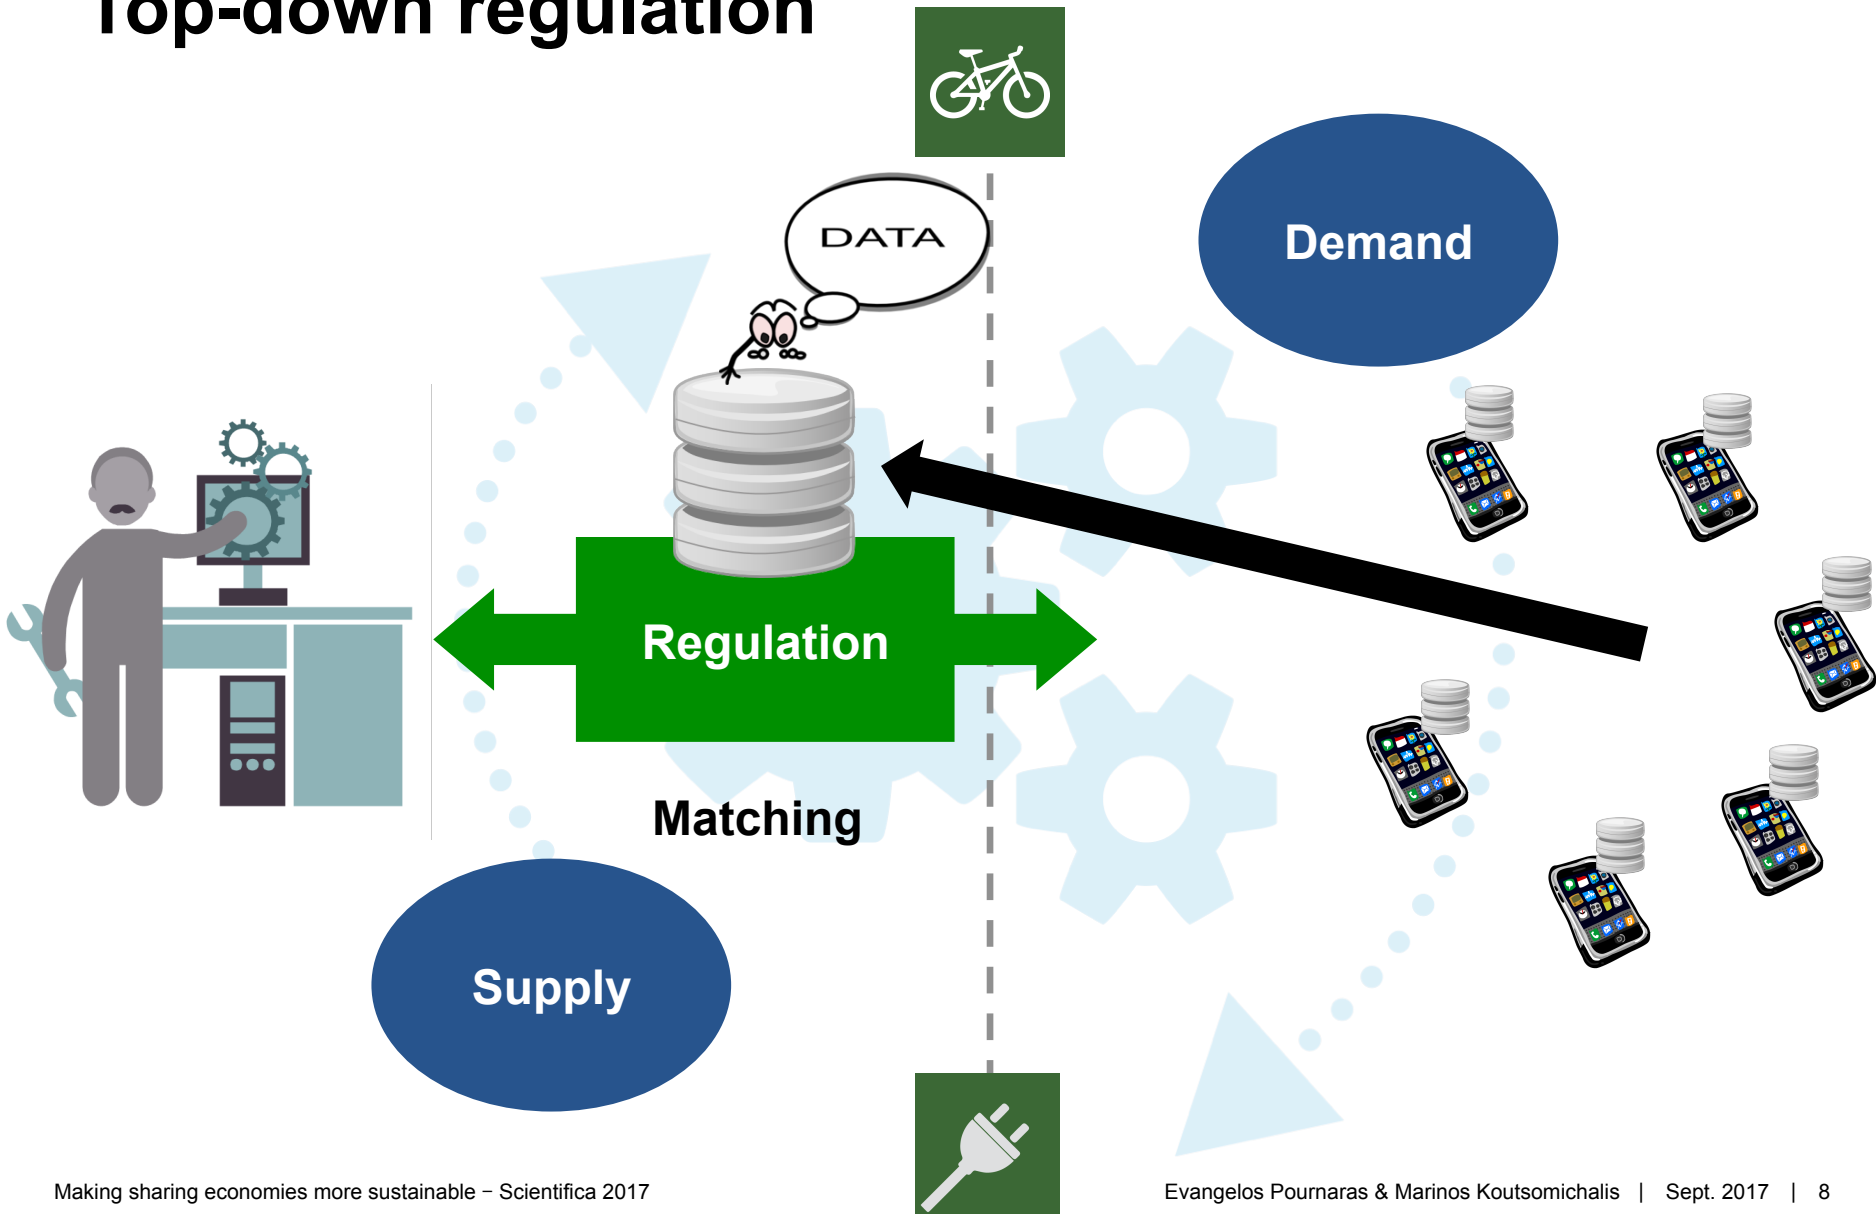 Top-down regulation
DATA
Demand
Regulation
Matching
Supply
Making sharing economies more sustainable – Scientifica 2017
Evangelos Pournaras & Marinos Koutsomichalis | Sept. 2017 | 8